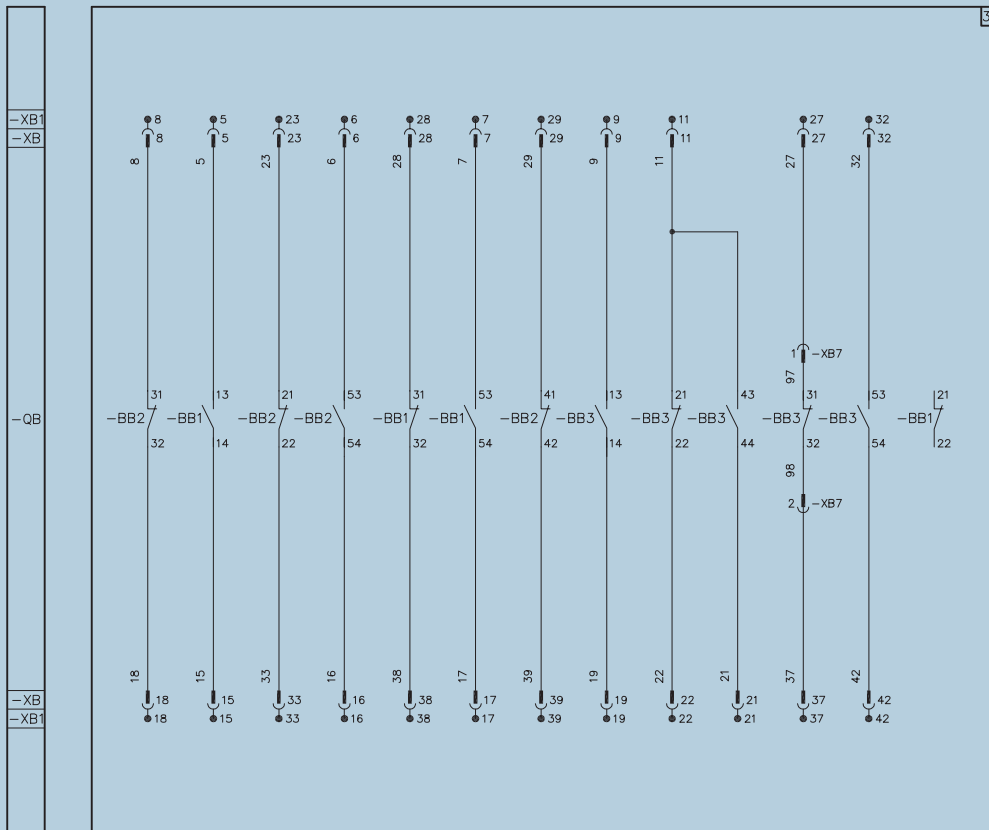 3
-XB1 8 5 23 6 28 7 29 9 11 27 32
-XB 8 5 23 6 28 7 29 9 11 27 32
8 5 23 6 28 7 29 9 11 27 32
1 -XB7
97
31 13 21 53 31 53 41 13 21 43 31 53 21
-QB -BB2 -BB1 -BB2 -BB2 -BB1 -BB1 -BB2 -BB3 -BB3 -BB3 -BB3 -BB3 -BB1
32 14 22 54 32 54 42 14 22 44 32 54 22
98
2 -XB7
18 15 33 16 38 17 39 19 22 21 37 42
-XB 18 15 33 16 38 17 39 19 22 21 37 42
-XB1 18 15 33 16 38 17 39 19 22 21 37 42